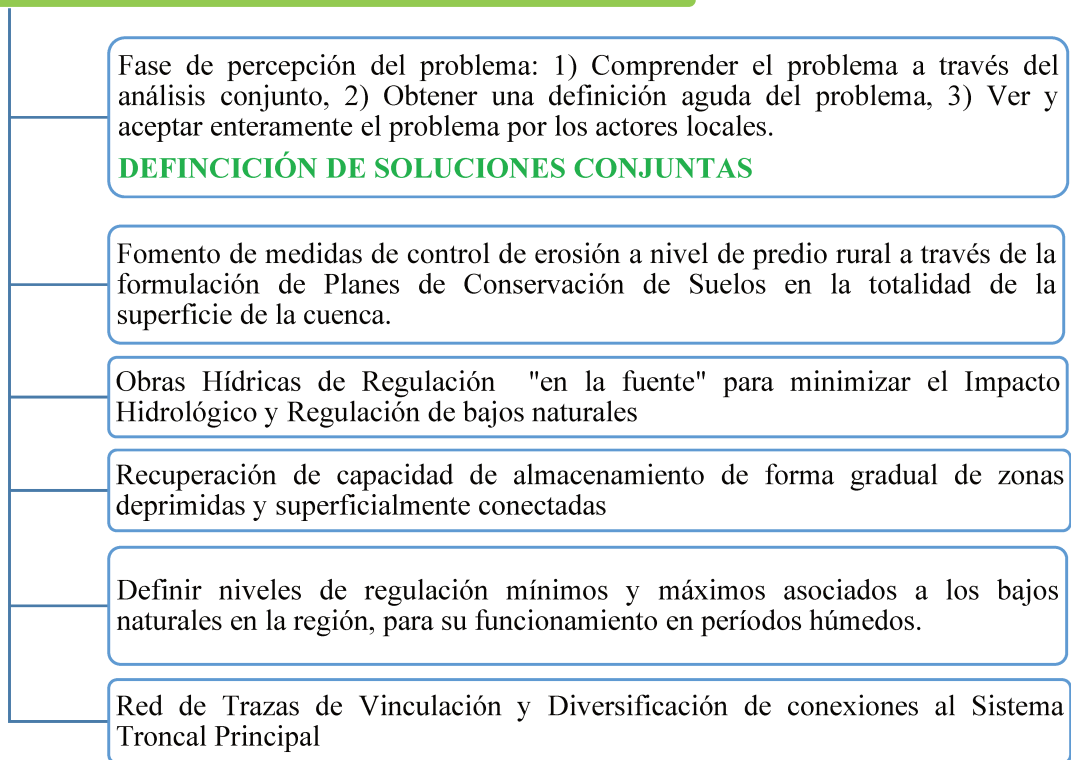 Fase de percepción del problema: 1) Comprender el problema a través del
análisis conjunto, 2) Obtener una definición aguda del problema, 3) Ver y
aceptar enteramente el problema por los actores locales.
DEFINCICIÓN DE SOLUCIONES CONJUNTAS
Fomento de medidas de control de erosión a nivel de predio rural a través de la
formulación de Planes de Conservación de Suelos en la totalidad de la
superficie de la cuenca.
Obras Hídricas de Regulación "en la fuente" para minimizar el Impacto
Hidrológico y Regulación de bajos naturales
Recuperación de capacidad de almacenamiento de forma gradual de zonas
deprimidas y superficialmente conectadas
Definir niveles de regulación mínimos y máximos asociados a los bajos
naturales en la región, para su funcionamiento en períodos húmedos.
Red de Trazas de Vinculación y Diversificación de conexiones al Sistema
Troncal Principal